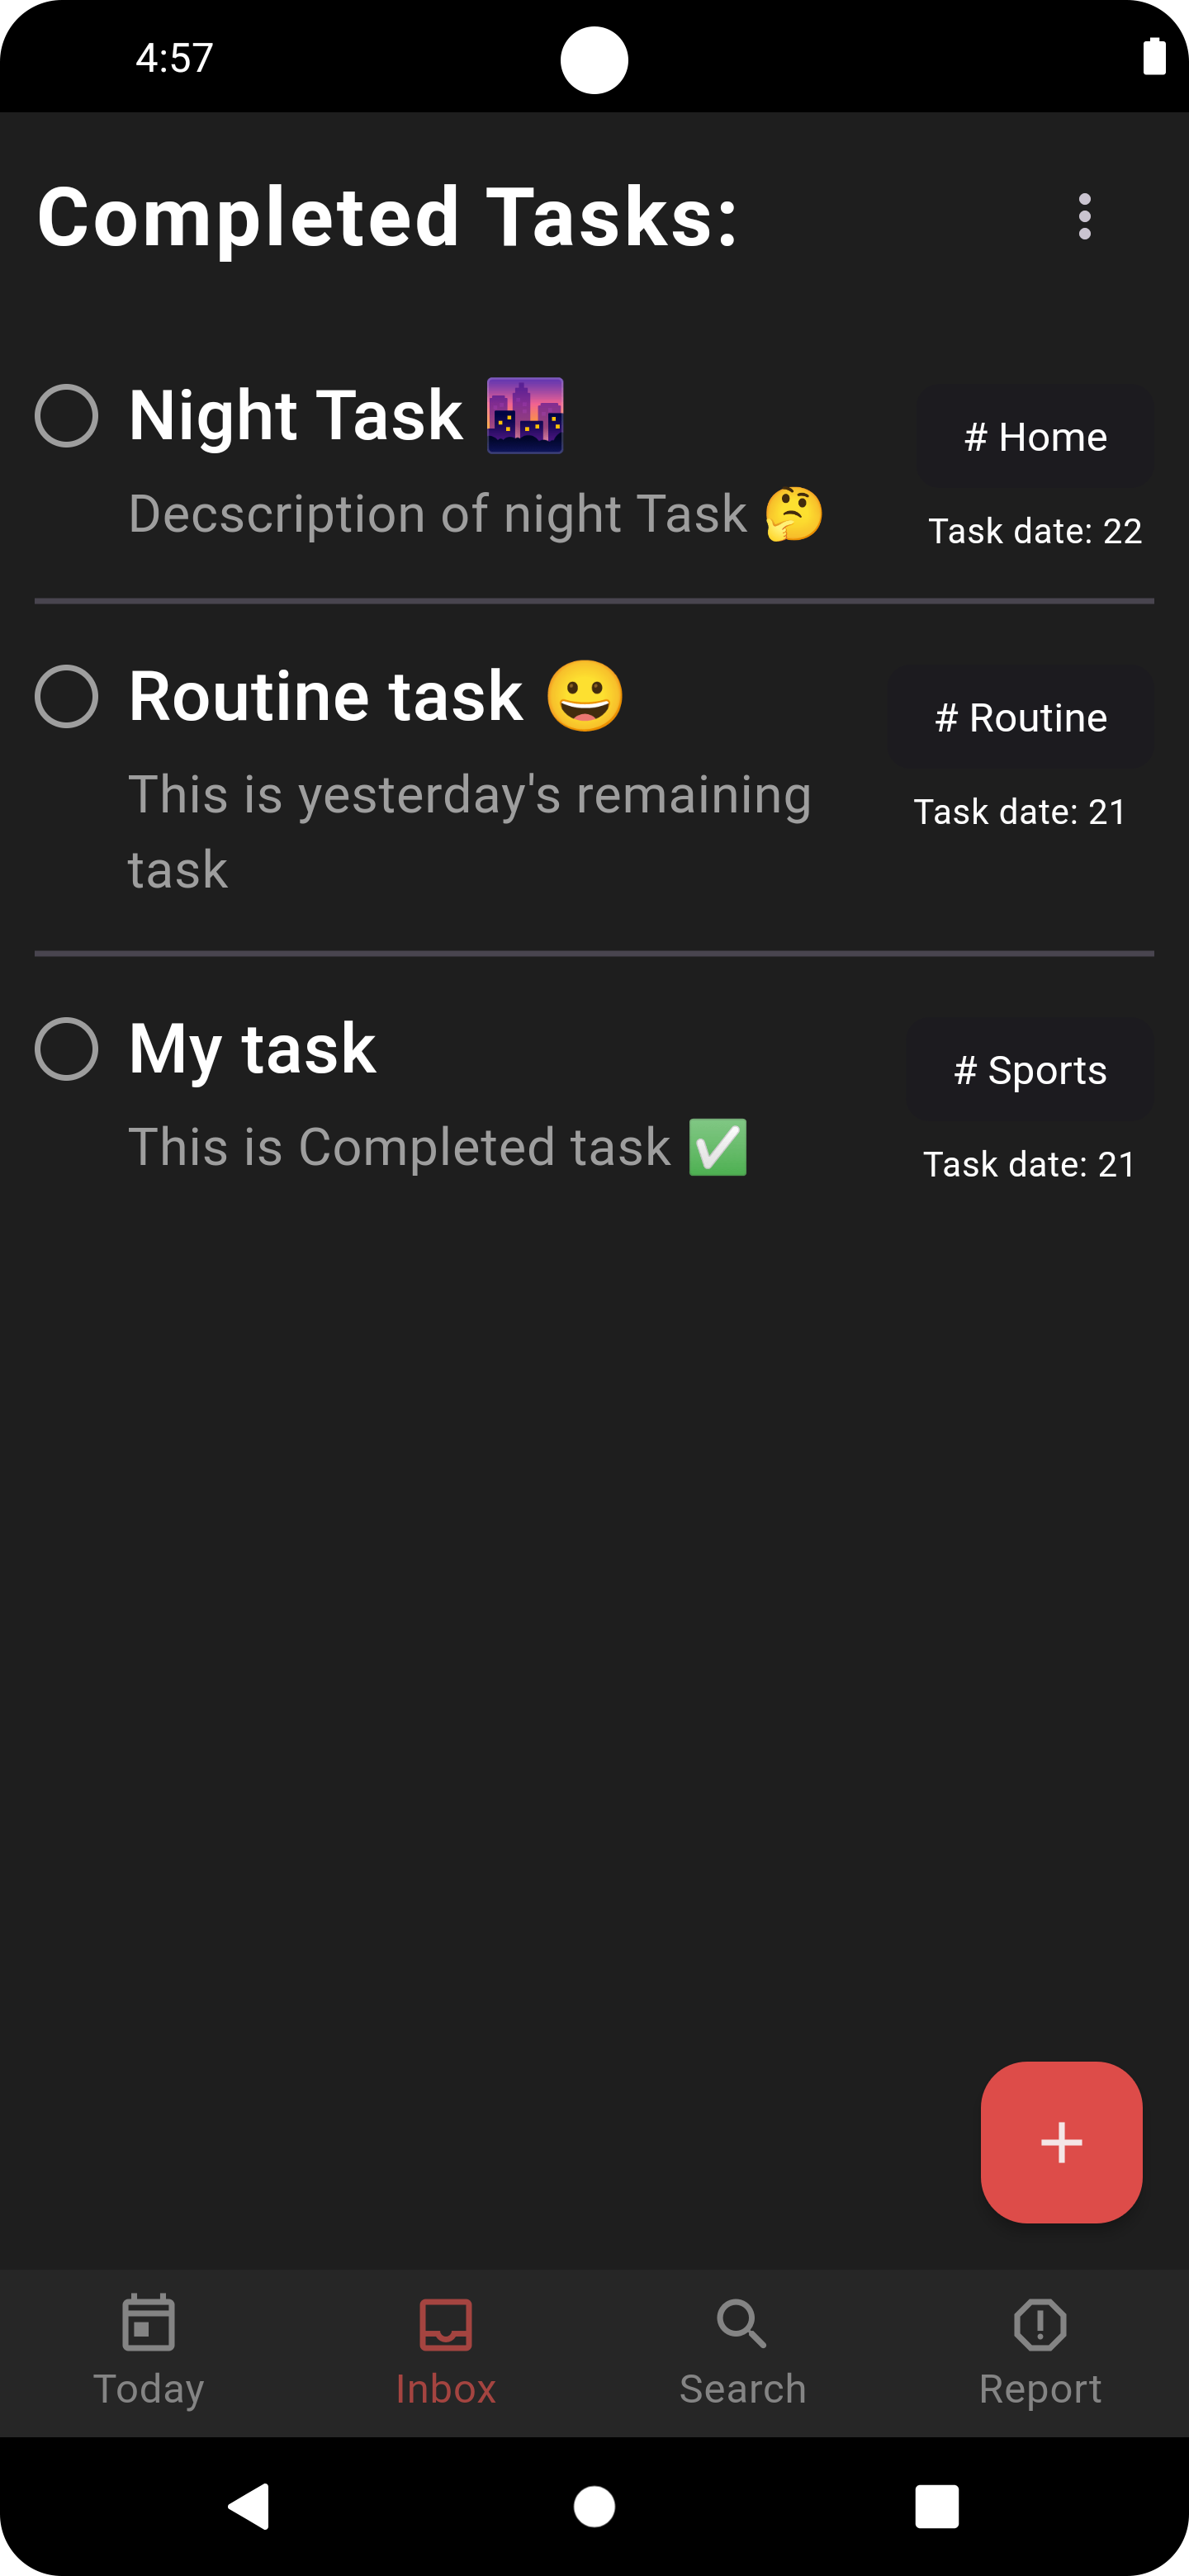 4:57
Completed Tasks:
Night Task 🌆
# Home
Decscription of night Task 🤔
Task date: 22
Routine task 😀
# Routine
This is yesterday's remaining
task
Task date: 21
My task
# Sports
This is Completed task ✅
Task date: 21
Today
Inbox
Search
Report